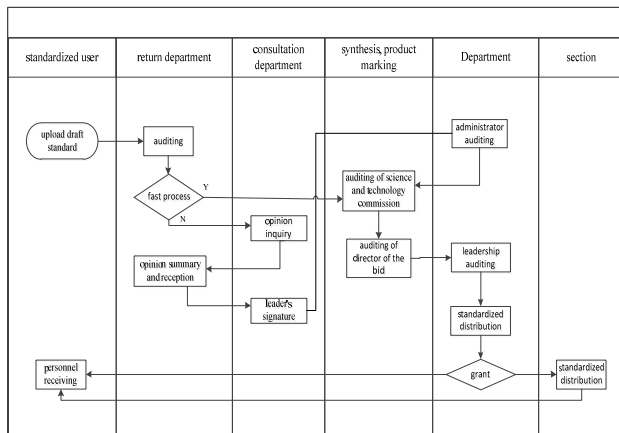 standardized user
return department
consultation
department
synthesis, product
marking
Department
section
upload draft
standard
auditing
administrator
auditing
fast process
Y
N
auditing of science
and technology
commission
opinion
inquiry
auditing of
director of the
bid
leadership
auditing
opinion summary
and reception
leader's
signature
standardized
distribution
personnel
receiving
grant
standardized
distribution